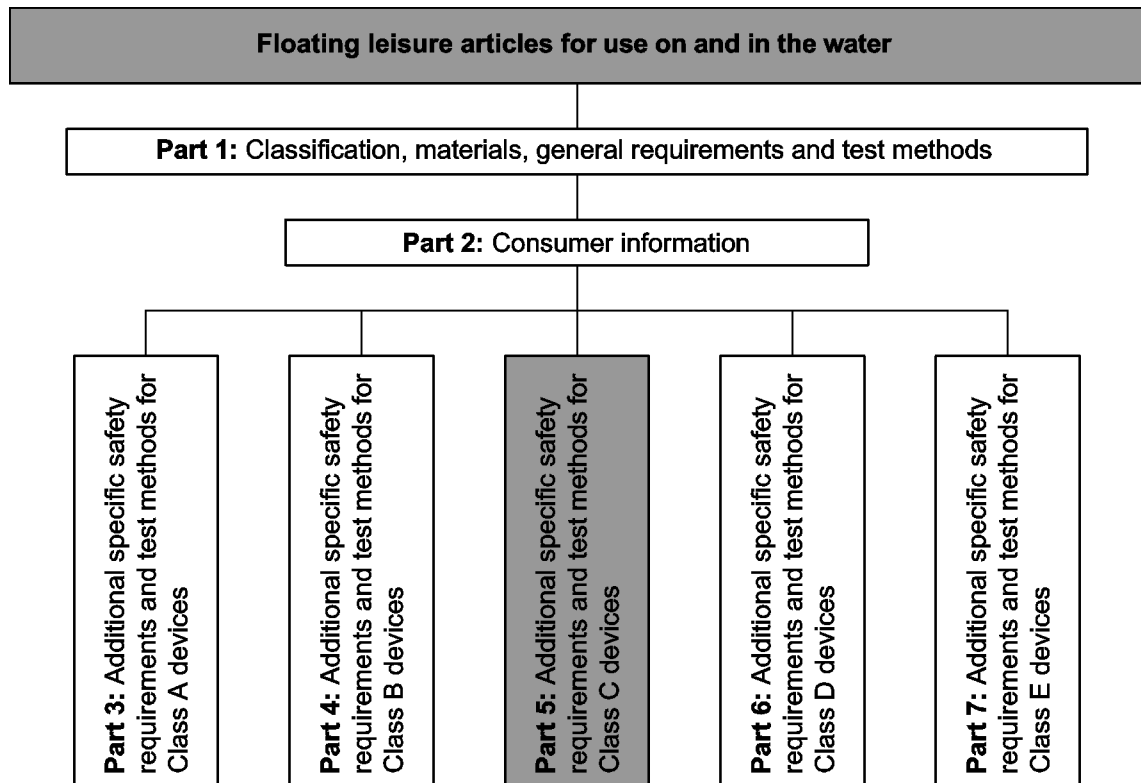 Floating leisure articles for use on and in the water
Part 1: Classification, materials, general requirements and test methods
Part 2: Consumer information
Part 3: Additional specific safety
requirements and test methods for
Class A devices
Part 4: Additional specific safety
requirements and test methods for
Class B devices
Part 5: Additional specific safety
requirements and test methods for
Class C devices
Part 6: Additional specific safety
requirements and test methods for
Class D devices
Part 7: Additional specific safety
requirements and test methods for
Class E devices